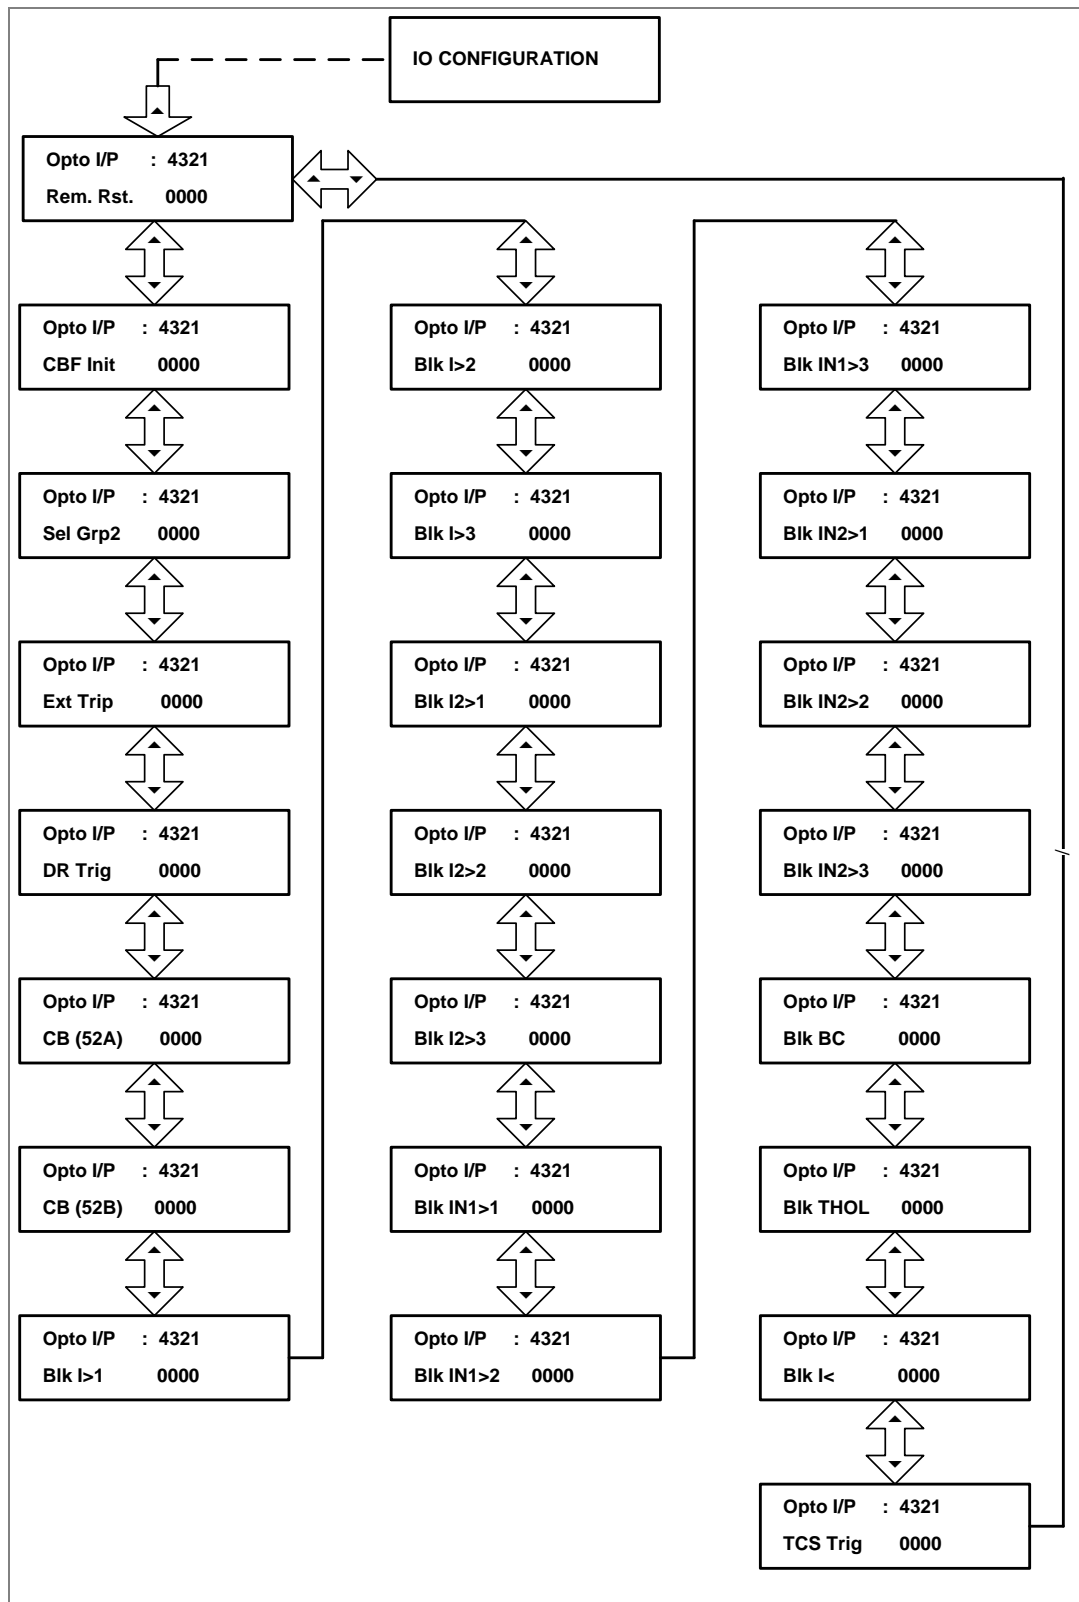 IO CONFIGURATION
Opto I/P : 4321
Rem. Rst. 0000
Opto I/P : 4321
CBF Init 0000
Opto I/P : 4321
Sel Grp2 0000
Opto I/P : 4321
Ext Trip 0000
Opto I/P : 4321
DR Trig 0000
Opto I/P : 4321
CB (52A) 0000
Opto I/P : 4321
CB (52B) 0000
Opto I/P : 4321
Blk I>1 0000
Opto I/P : 4321
Blk I>2 0000
Opto I/P : 4321
Blk I>3 0000
Opto I/P : 4321
Blk I2>1 0000
Opto I/P : 4321
Blk I2>2 0000
Opto I/P : 4321
Blk I2>3 0000
Opto I/P : 4321
Blk IN1>1 0000
Opto I/P : 4321
Blk IN1>2 0000
Opto I/P : 4321
Blk IN1>3 0000
Opto I/P : 4321
Blk IN2>1 0000
Opto I/P : 4321
Blk IN2>2 0000
Opto I/P : 4321
Blk IN2>3 0000
Opto I/P : 4321
Blk BC 0000
Opto I/P : 4321
Blk THOL 0000
Opto I/P : 4321
Blk I< 0000
Opto I/P : 4321
TCS Trig 0000